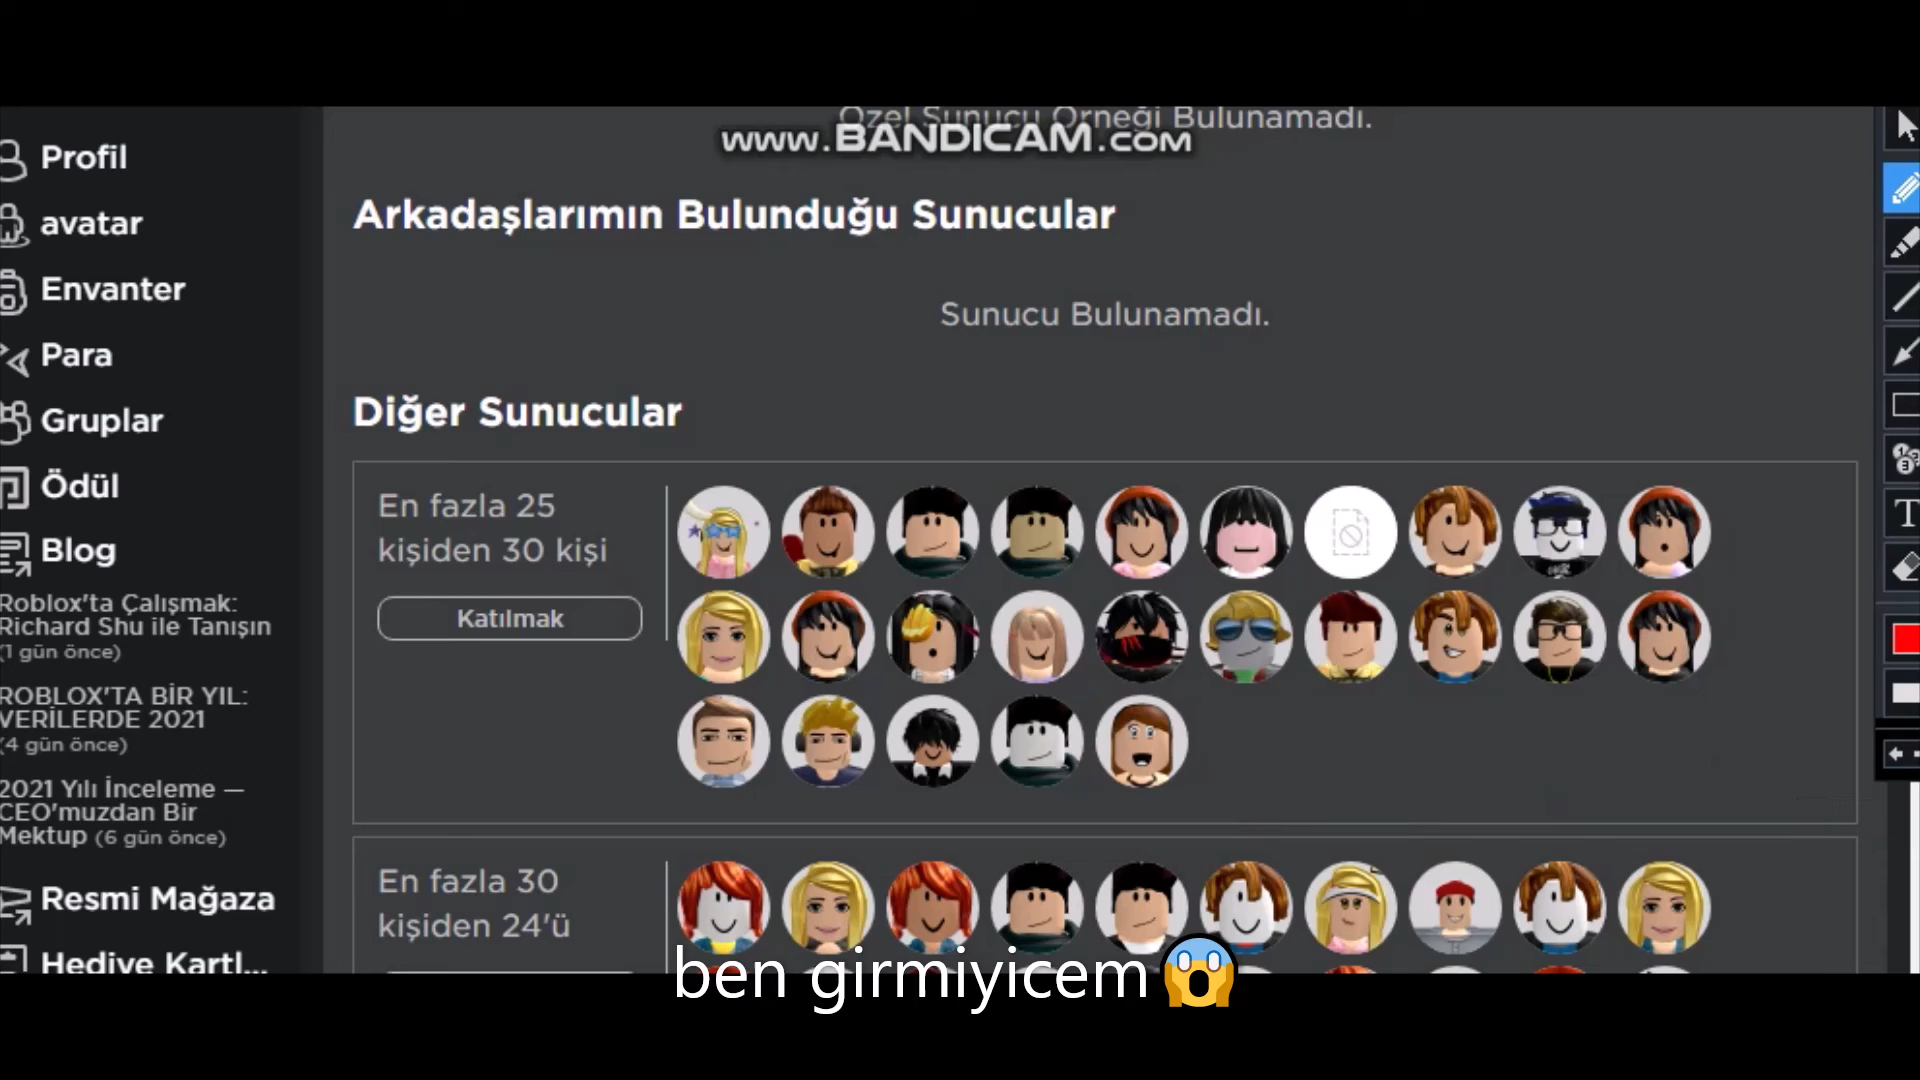 Özel Sunucu Örneği Bulunamadı.
www.BANDICAM.com
Profil
avatar
Envanter
Para
Gruplar
Ödül
Blog
Roblox'ta Çalışmak:
Richard Shu ile Tanışın
(1 gün önce)
ROBLOX'TA BİR YIL:
VERİLERDE 2021
(4 gün önce)
2021 Yılı İnceleme —
CEO'muzdan Bir
Mektup (6 gün önce)
Resmi Mağaza
Hediye Kartl...
Arkadaşlarımın Bulunduğu Sunucular
Sunucu Bulunamadı.
Diğer Sunucular
En fazla 25
kişiden 30 kişi
Katılmak
En fazla 30
kişiden 24'ü
ben girmiyicem😱
T